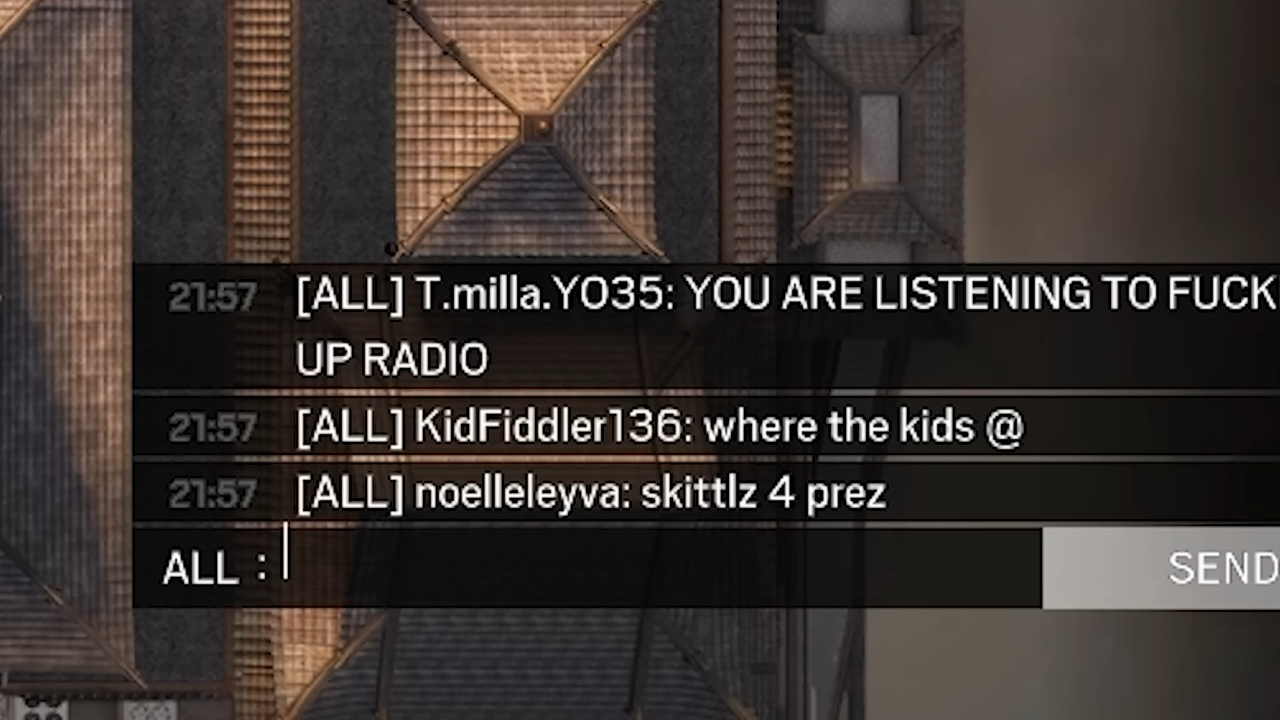 21:57 [ALL] T.milla.YO35: YOU ARE LISTENING TO FUCK
UP RADIO
21:57 [ALL] KidFiddler136: where the kids @
21:57 [ALL] noelleleyva: skittlz 4 prez
ALL : SEND